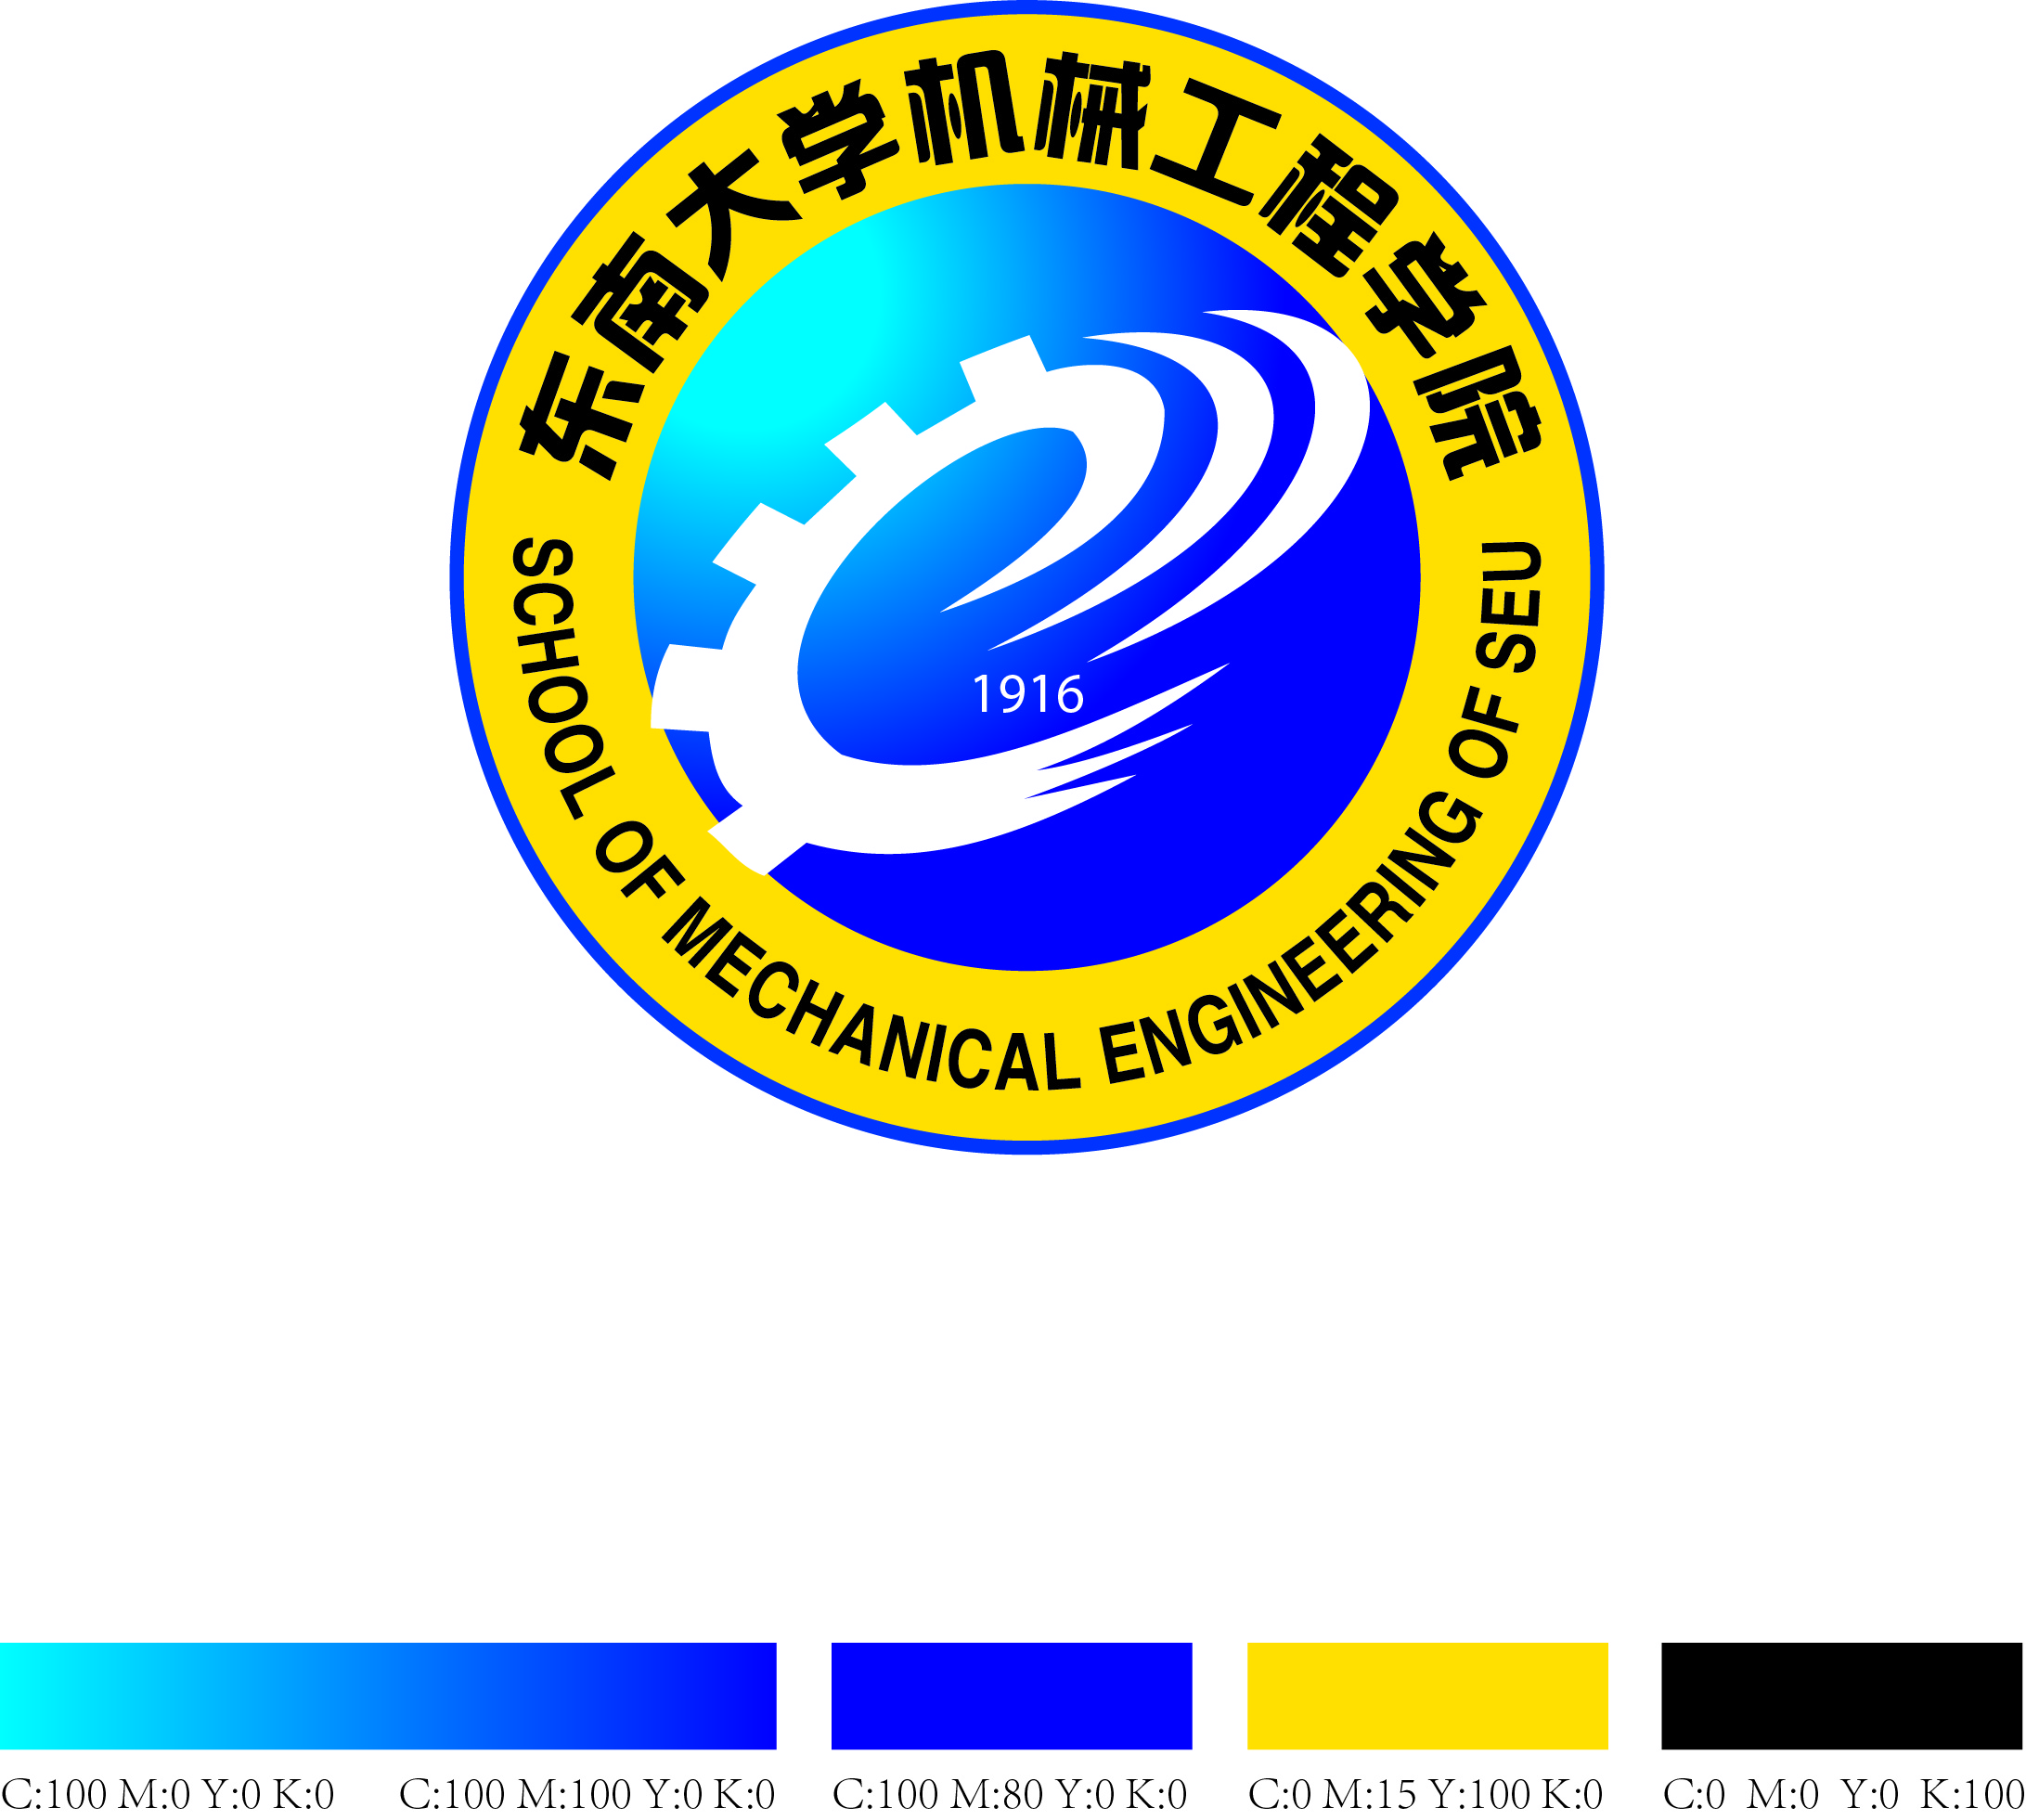 东南大学机械工程学院
SCHOOL OF MECHANICAL ENGINEERING OF SEU
1916
C:100 M:0 Y:0 K:0 C:100 M:100 Y:0 K:0 C:100 M:80 Y:0 K:0 C:0 M:15 Y:100 K:0 C:0 M:0 Y:0 K:100